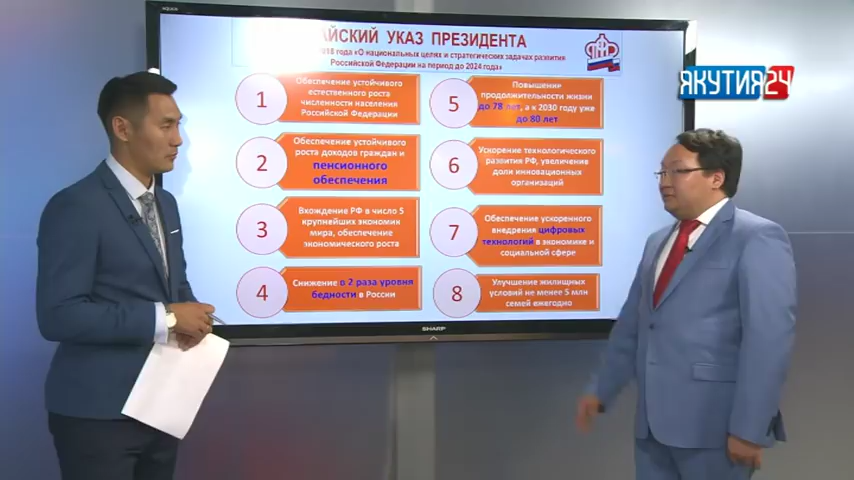 АЙСКИЙ УКАЗ ПРЕЗИДЕНТА
18 года «О национальных целях и стратегических задачах развития
Российской Федерации на период до 2024 года»
ЯКУТИЯ24
1
Обеспечение устойчивого
естественного роста
численности населения
Российской Федерации
2
Обеспечение устойчивого
роста доходов граждан и
пенсионного
обеспечения
3
Вхождение РФ в число 5
крупнейших экономик
мира, обеспечение
экономического роста
4
Снижение в 2 раза уровня
бедности в России
5
Повышение
продолжительности жизни
до 78 лет, а к 2030 году уже
до 80 лет
6
Ускорение технологического
развития РФ, увеличение
доли инновационных
организаций
7
Обеспечение ускоренного
внедрения цифровых
технологий в экономике и
социальной сфере
8
Улучшение жилищных
условий не менее 5 млн
семей ежегодно
SHARP